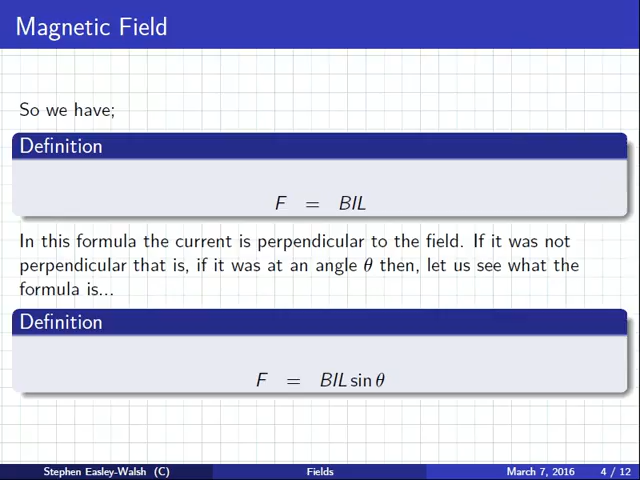 Magnetic Field
So we have;
Definition
F = BIL
In this formula the current is perpendicular to the field. If it was not
perpendicular that is, if it was at an angle θ then, let us see what the
formula is...
Definition
F = BIL sin θ
Stephen Easley-Walsh (C) Fields March 7, 2016 4 / 12